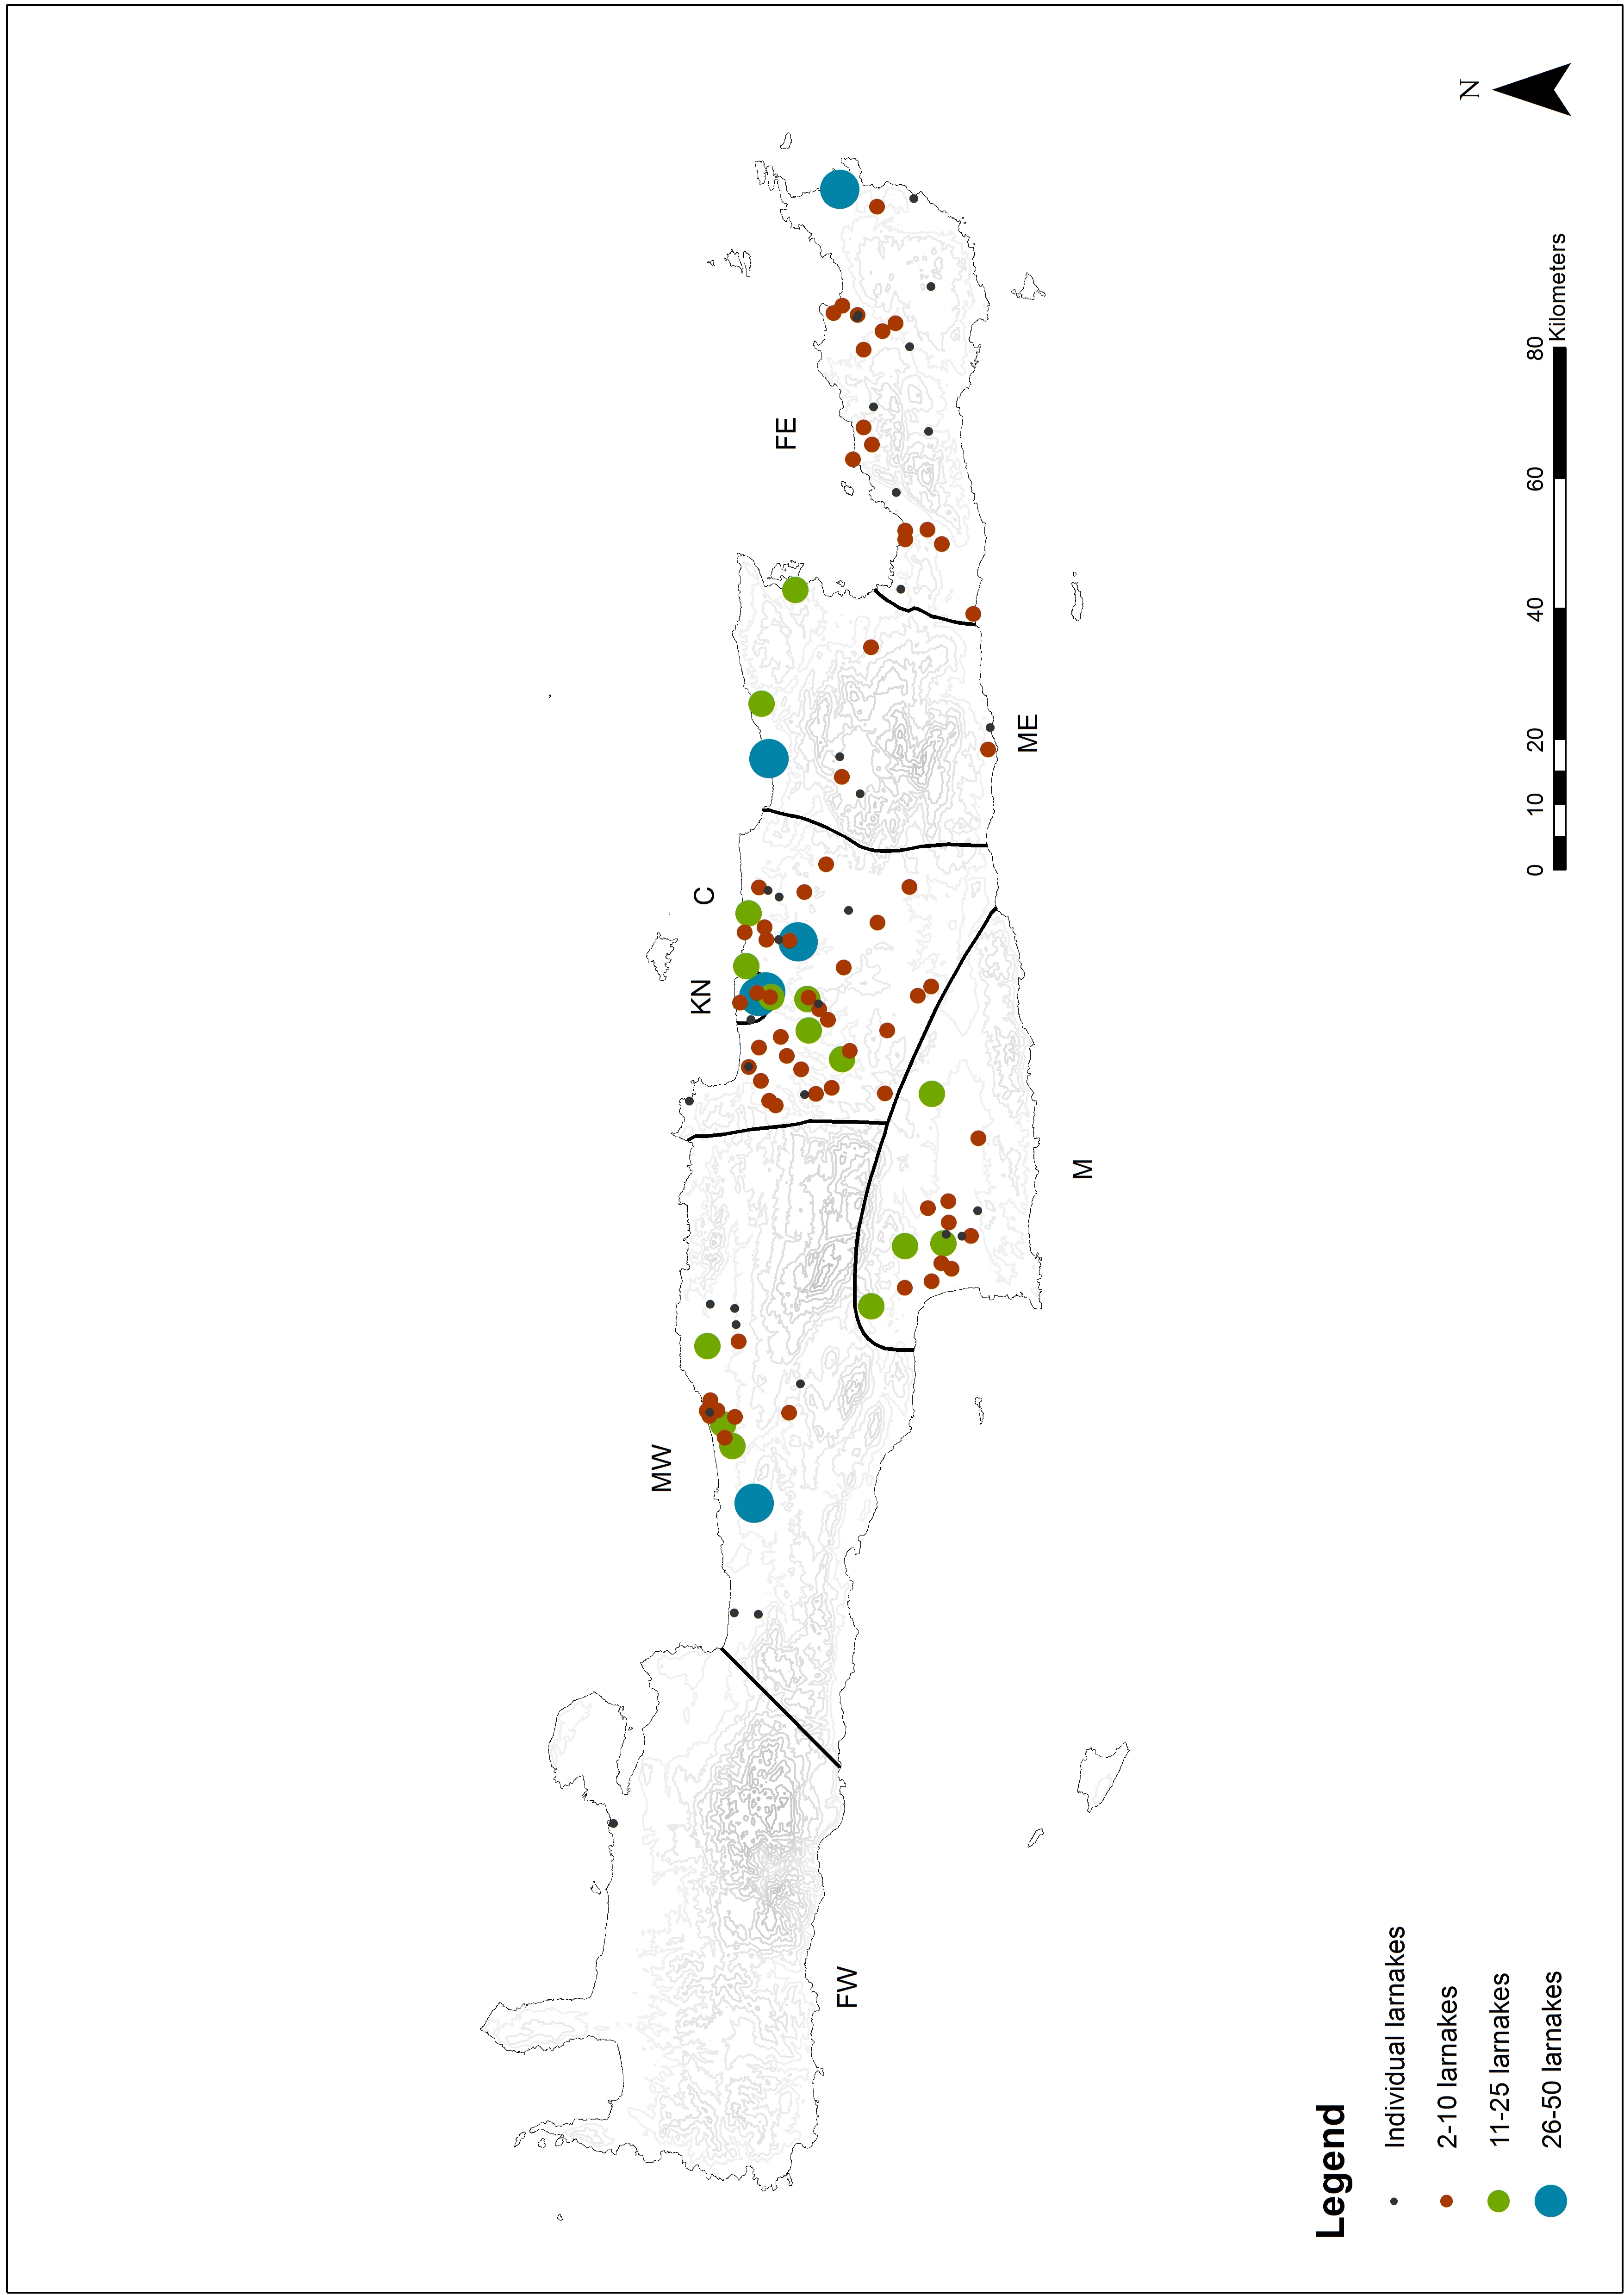 N
FE
C
KN
ME
MW
M
FW
Legend
Individual larnakes
2-10 larnakes
11-25 larnakes
26-50 larnakes
0 10 20 40 60 80
Kilometers